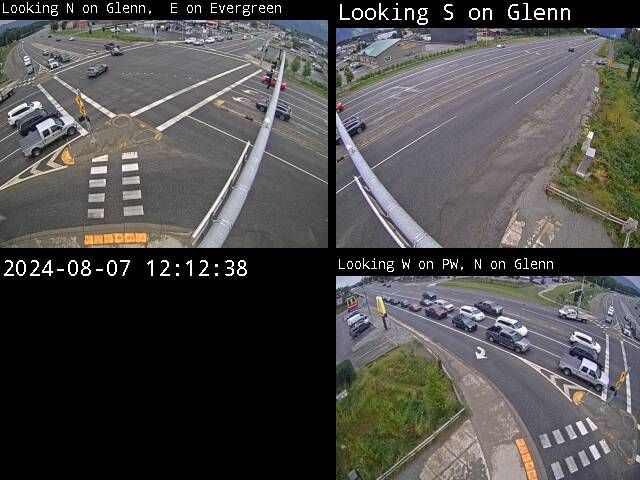 Looking N on Glenn, E on Evergreen
Looking S on Glenn
2024-08-07 12:12:38
Looking W on PW, N on Glenn